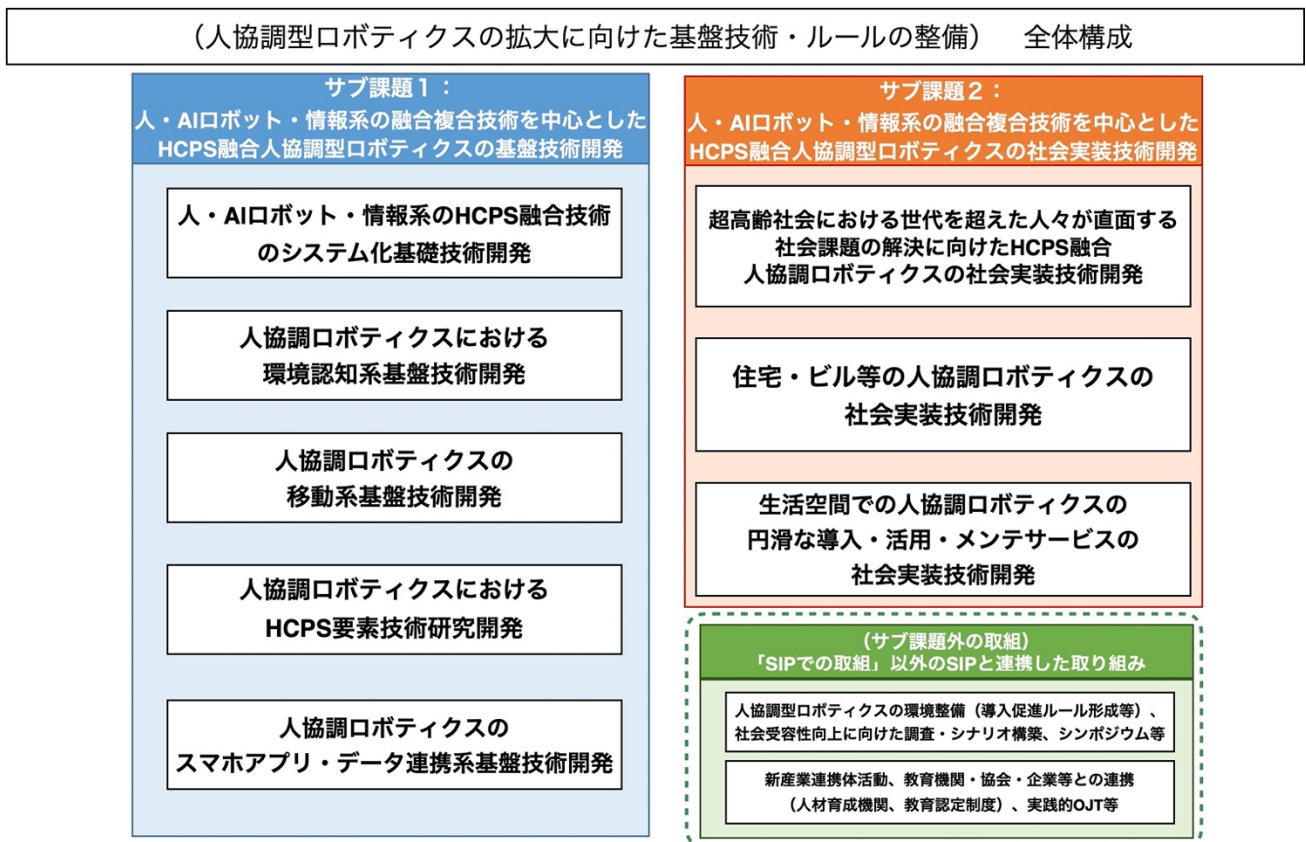 （人協調型ロボティクスの拡大に向けた基盤技術・ルールの整備）　全体構成
サブ課題１：
人・AIロボット・情報系の融合複合技術を中心とした
HCPS融合人協調型ロボティクスの基盤技術開発
人・AIロボット・情報系のHCPS融合技術
のシステム化基礎技術開発
人協調ロボティクスにおける
環境認知系基盤技術開発
人協調ロボティクスの
移動系基盤技術開発
人協調ロボティクスにおける
HCPS要素技術研究開発
人協調ロボティクスの
スマホアプリ・データ連携系基盤技術開発
サブ課題２：
人・AIロボット・情報系の融合複合技術を中心とした
HCPS融合人協調型ロボティクスの社会実装技術開発
超高齢社会における世代を超えた人々が直面する
社会課題の解決に向けたHCPS融合
人協調ロボティクスの社会実装技術開発
住宅・ビル等の人協調ロボティクスの
社会実装技術開発
生活空間での人協調ロボティクスの
円滑な導入・活用・メンテサービスの
社会実装技術開発
（サブ課題外の取組）
「SIPでの取組」以外のSIPと連携した取り組み
人協調型ロボティクスの環境整備（導入促進ルール形成等）、
社会受容性向上に向けた調査・シナリオ構築、シンポジウム等
新産業連携体活動、教育機関・協会・企業等との連携
（人材育成機関、教育認定制度）、実践的OJT等